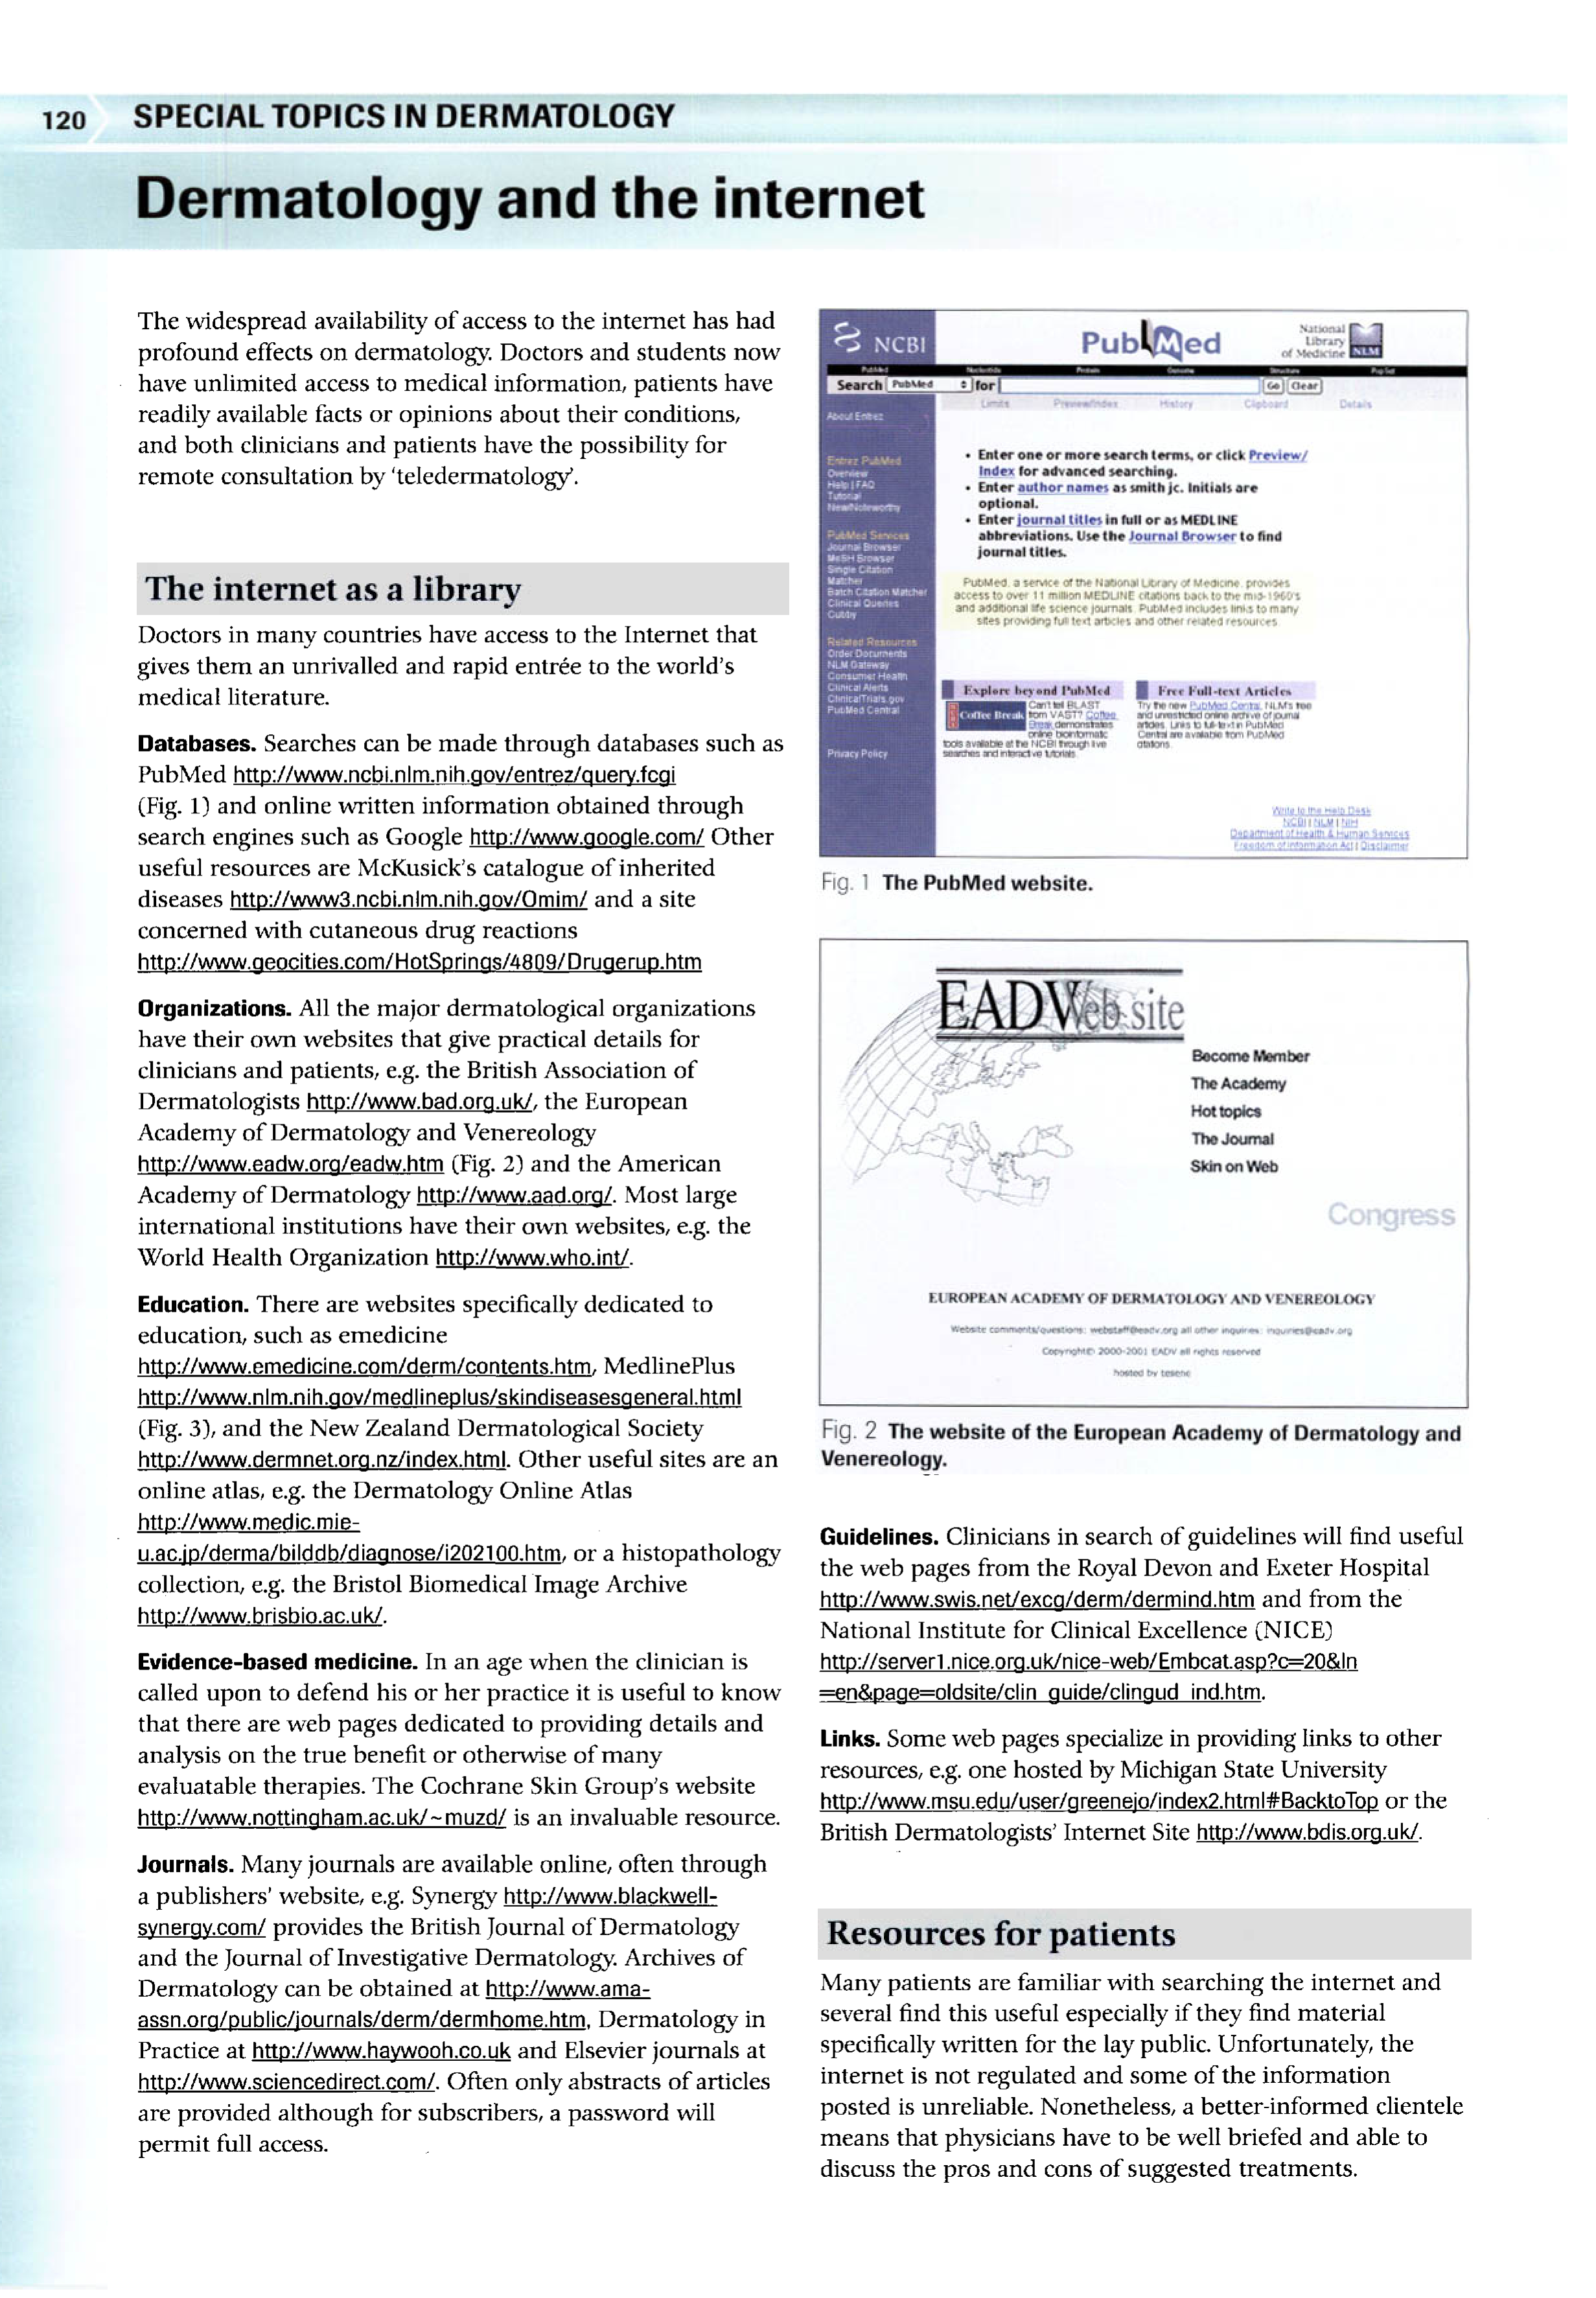 120 SPECIAL TOPICS IN DERMATOLOGY
Dermatology and the internet
The widespread availability of access to the internet has had
profound effects on dermatology. Doctors and students now
have unlimited access to medical information, patients have
readily available facts or opinions about their conditions,
and both clinicians and patients have the possibility for
remote consultation by 'teledermatology'.
The internet as a library
Doctors in many countries have access to the Internet that
gives them an unrivalled and rapid entrée to the world's
medical literature.
Databases. Searches can be made through databases such as
PubMed http://www.ncbi.nlm.nih.gov/entrez/query.fcgi
(Fig. 1) and online written information obtained through
search engines such as Google http://www.google.com/ Other
useful resources are McKusick's catalogue of inherited
diseases http://www3.ncbi.nlm.nih.gov/Omim/ and a site
concerned with cutaneous drug reactions
http://www.geocities.com/HotSprings/4809/Drugerup.htm
Organizations. All the major dermatological organizations
have their own websites that give practical details for
clinicians and patients, e.g. the British Association of
Dermatologists http://www.bad.org.uk/, the European
Academy of Dermatology and Venereology
http://www.eadw.org/eadw.htm (Fig. 2) and the American
Academy of Dermatology http://www.aad.org/. Most large
international institutions have their own websites, e.g. the
World Health Organization http://www.who.int/.
Education. There are websites specifically dedicated to
education, such as emedicine
http://www.emedicine.com/derm/contents.htm, MedlinePlus
http://www.nlm.nih.gov/medlineplus/skindiseasesgeneral.html
(Fig. 3), and the New Zealand Dermatological Society
http://www.dermnet.org.nz/index.html. Other useful sites are an
online atlas, e.g. the Dermatology Online Atlas
http://www.medic.mie-
u.ac.jp/derma/bilddb/diagnose/i202100.htm, or a histopathology
collection, e.g. the Bristol Biomedical Image Archive
http://www.brisbio.ac.uk/.
Evidence-based medicine. In an age when the clinician is
called upon to defend his or her practice it is useful to know
that there are web pages dedicated to providing details and
analysis on the true benefit or otherwise of many
evaluatable therapies. The Cochrane Skin Group's website
http://www.nottingham.ac.uk/~muzd/ is an invaluable resource.
Journals. Many journals are available online, often through
a publishers' website, e.g. Synergy http://www.blackwell-
synergy.com/ provides the British Journal of Dermatology
and the Journal of Investigative Dermatology. Archives of
Dermatology can be obtained at http://www.ama-
assn.org/public/journals/derm/dermhome.htm, Dermatology in
Practice at http://www.haywooh.co.uk and Elsevier journals at
http://www.sciencedirect.com/. Often only abstracts of articles
are provided although for subscribers, a password will
permit full access.
NCBI
PubMed
National
Library
of Medicine NLM
PubMed Nucleotide Protein Genome Structure PopSet
Search PubMed for Go Clear
Limits Preview/Index History Clipboard Details
About Entrez
Entrez PubMed
Overview
Help | FAQ
Tutorial
New/Noteworthy
PubMed Services
Journal Browser
MeSH Browser
Single Citation
Matcher
Batch Citation Matcher
Clinical Queries
Cubby
Related Resources
Order Documents
NLM Gateway
Consumer Health
Clinical Alerts
ClinicalTrials.gov
PubMed Central
Privacy Policy
• Enter one or more search terms, or click Preview/
Index for advanced searching.
• Enter author names as smith jc. Initials are
optional.
• Enter journal titles in full or as MEDLINE
abbreviations. Use the Journal Browser to find
journal titles.
PubMed, a service of the National Library of Medicine, provides
access to over 11 million MEDLINE citations back to the mid-1960's
and additional life science journals. PubMed includes links to many
sites providing full text articles and other related resources.
Explore beyond PubMed
Coffee Break
Can't tell BLAST
from VAST? Coffee
Break demonstrates
online bioinformatic
tools available at the NCBI through live
searches and interactive tutorials.
Free Full-text Articles
Try the new PubMed Central, NLM's free
and unrestricted online archive of journal
articles. Links to full-text in PubMed
Central are available from PubMed
citations.
Write to the Help Desk
NCBI | NLM | NIH
Department of Health & Human Services
Freedom of Information Act | Disclaimer
Fig. 1 The PubMed website.
EADWeb site
Become Member
The Academy
Hot topics
The Journal
Skin on Web
Congress
EUROPEAN ACADEMY OF DERMATOLOGY AND VENEREOLOGY
Website comments/questions: webstaff@eadv.org all other inquiries: inquiries@eadv.org
Copyright© 2000-2001 EADV all rights reserved
hosted by tesene
Fig. 2 The website of the European Academy of Dermatology and
Venereology.
Guidelines. Clinicians in search of guidelines will find useful
the web pages from the Royal Devon and Exeter Hospital
http://www.swis.net/excg/derm/dermind.htm and from the
National Institute for Clinical Excellence (NICE)
http://server1.nice.org.uk/nice-web/Embcat.asp?c=20&ln
=en&page=oldsite/clin_guide/clingud_ind.htm.
Links. Some web pages specialize in providing links to other
resources, e.g. one hosted by Michigan State University
http://www.msu.edu/user/greenejo/index2.html#BacktoTop or the
British Dermatologists' Internet Site http://www.bdis.org.uk/.
Resources for patients
Many patients are familiar with searching the internet and
several find this useful especially if they find material
specifically written for the lay public. Unfortunately, the
internet is not regulated and some of the information
posted is unreliable. Nonetheless, a better-informed clientele
means that physicians have to be well briefed and able to
discuss the pros and cons of suggested treatments.